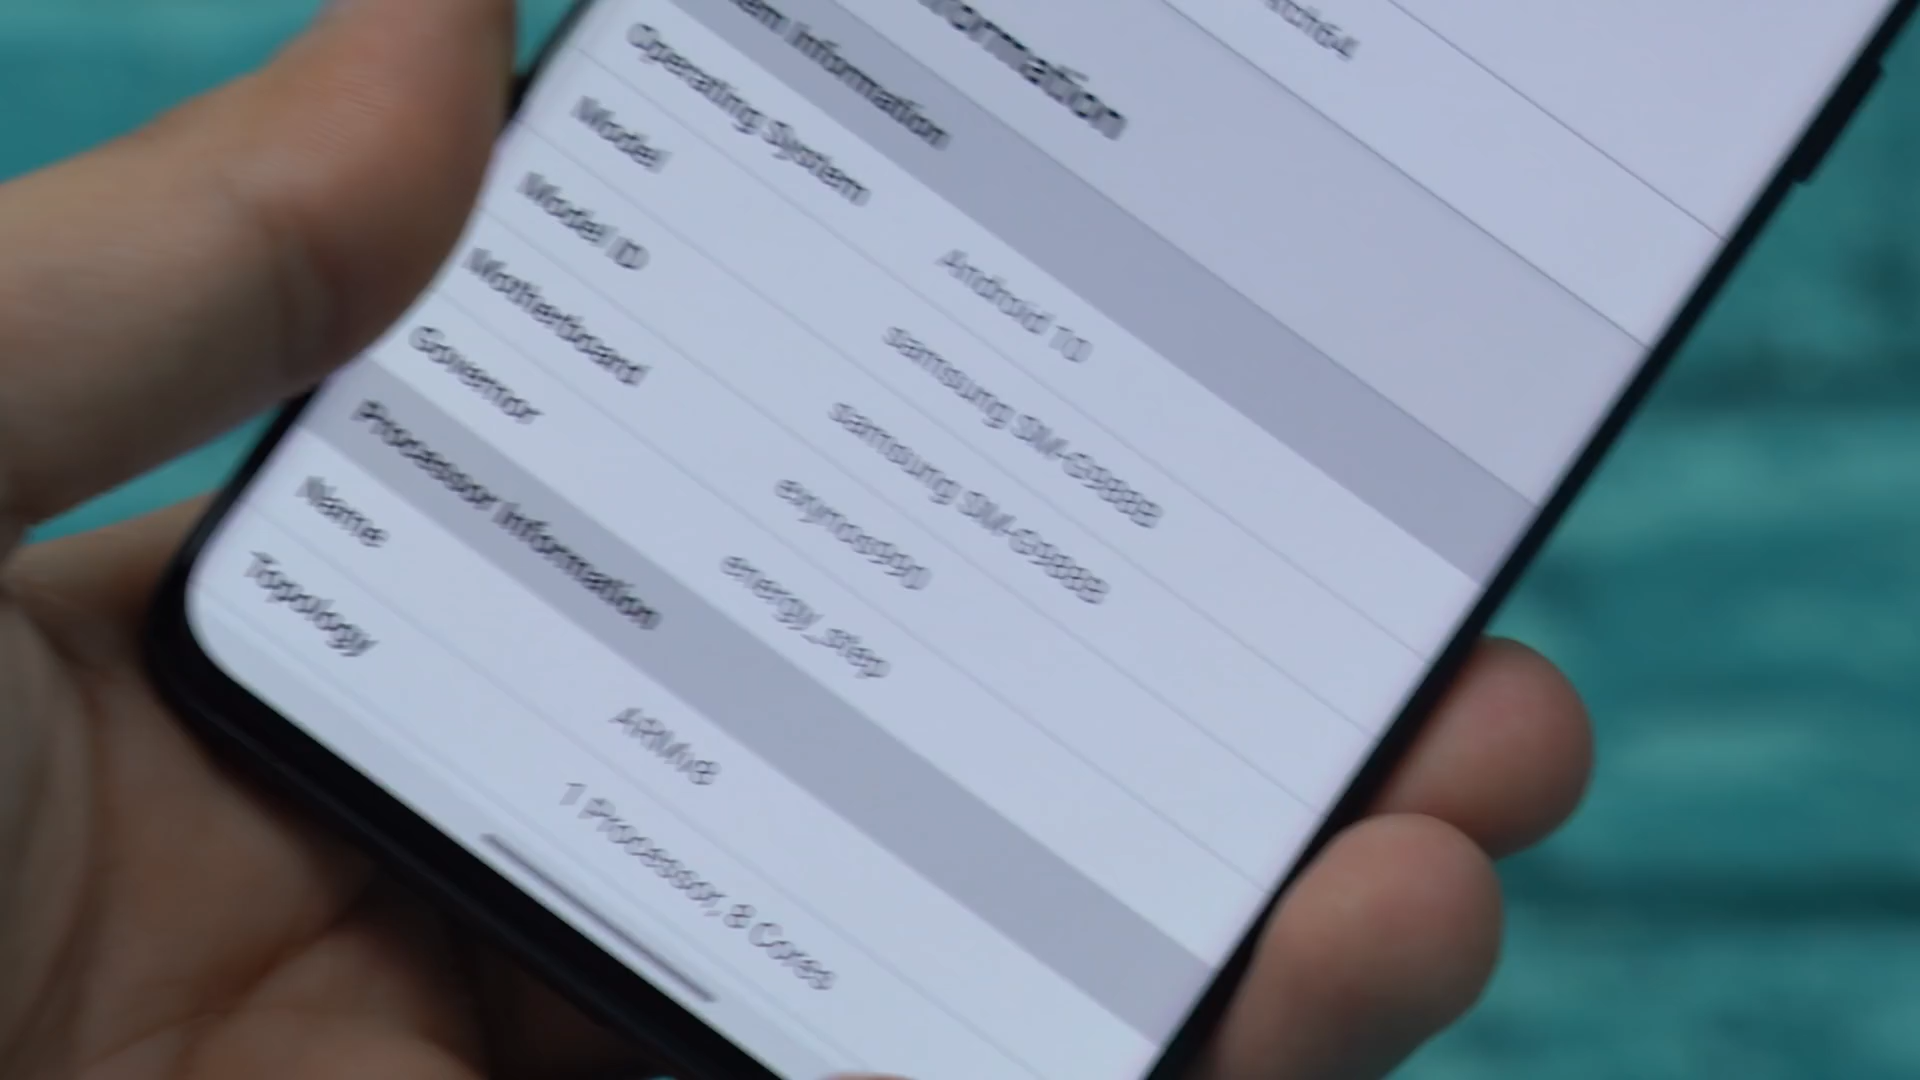 Information
Operating System
Android 10
Model
samsung SM-G988B
Model ID
samsung SM-G988B
Motherboard
exynos990
Governor
energy_step
Processor Information
Name
ARMv8
Topology
1 Processor, 8 Cores